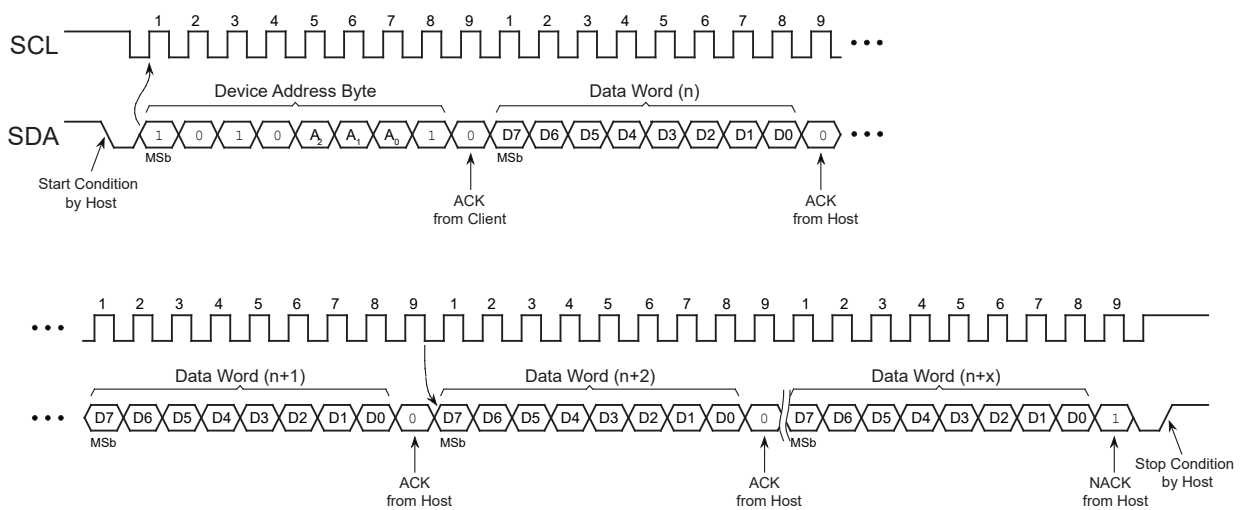 1 2 3 4 5 6 7 8 9 1 2 3 4 5 6 7 8 9
SCL
Device Address Byte Data Word (n)
SDA 1 0 1 0 A2 A1 A0 1 0 D7 D6 D5 D4 D3 D2 D1 D0 0
MSb MSb
Start Condition
by Host
ACK
from Client
ACK
from Host
1 2 3 4 5 6 7 8 9 1 2 3 4 5 6 7 8 9 1 2 3 4 5 6 7 8 9
Data Word (n+1) Data Word (n+2) Data Word (n+x)
D7 D6 D5 D4 D3 D2 D1 D0 0 D7 D6 D5 D4 D3 D2 D1 D0 0 D7 D6 D5 D4 D3 D2 D1 D0 1
MSb MSb MSb
ACK
from Host
ACK
from Host
NACK
from Host
Stop Condition
by Host